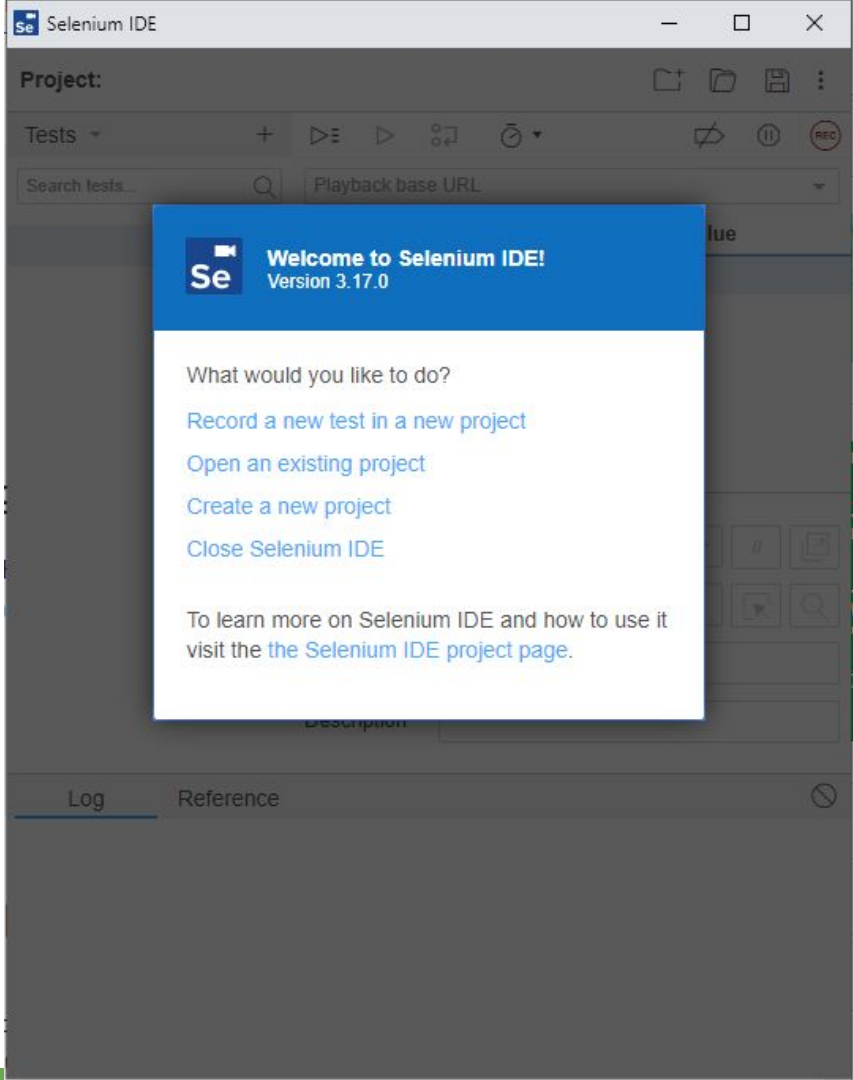 Se Selenium IDE
Project:
Tests
Search tests...
Playback base URL
lue
Se
Welcome to Selenium IDE!
Version 3.17.0
What would you like to do?
Record a new test in a new project
Open an existing project
Create a new project
Close Selenium IDE
To learn more on Selenium IDE and how to use it
visit the the Selenium IDE project page.
//
Description
Log Reference
REC